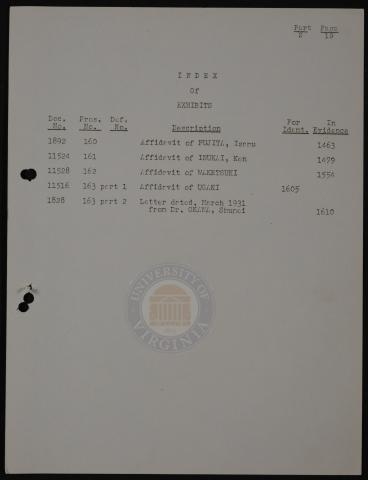 Part Page
2 19
I N D E X
Of
EXHIBITS
Doc. No. Pros. No. Def. No. Description For Ident. In Evidence
1892 160 Affidavit of FUJITA, Isamu 1463
11524 161 Affidavit of INUKAI, Ken 1479
11528 162 Affidavit of WAKATSUKI 1554
11516 163 part 1 Affidavit of UGAKI 1605
1828 163 part 2 Letter dated, March 1931
from Dr. OKAWA, Shumei 1610
UNIVERSITY OF VIRGINIA